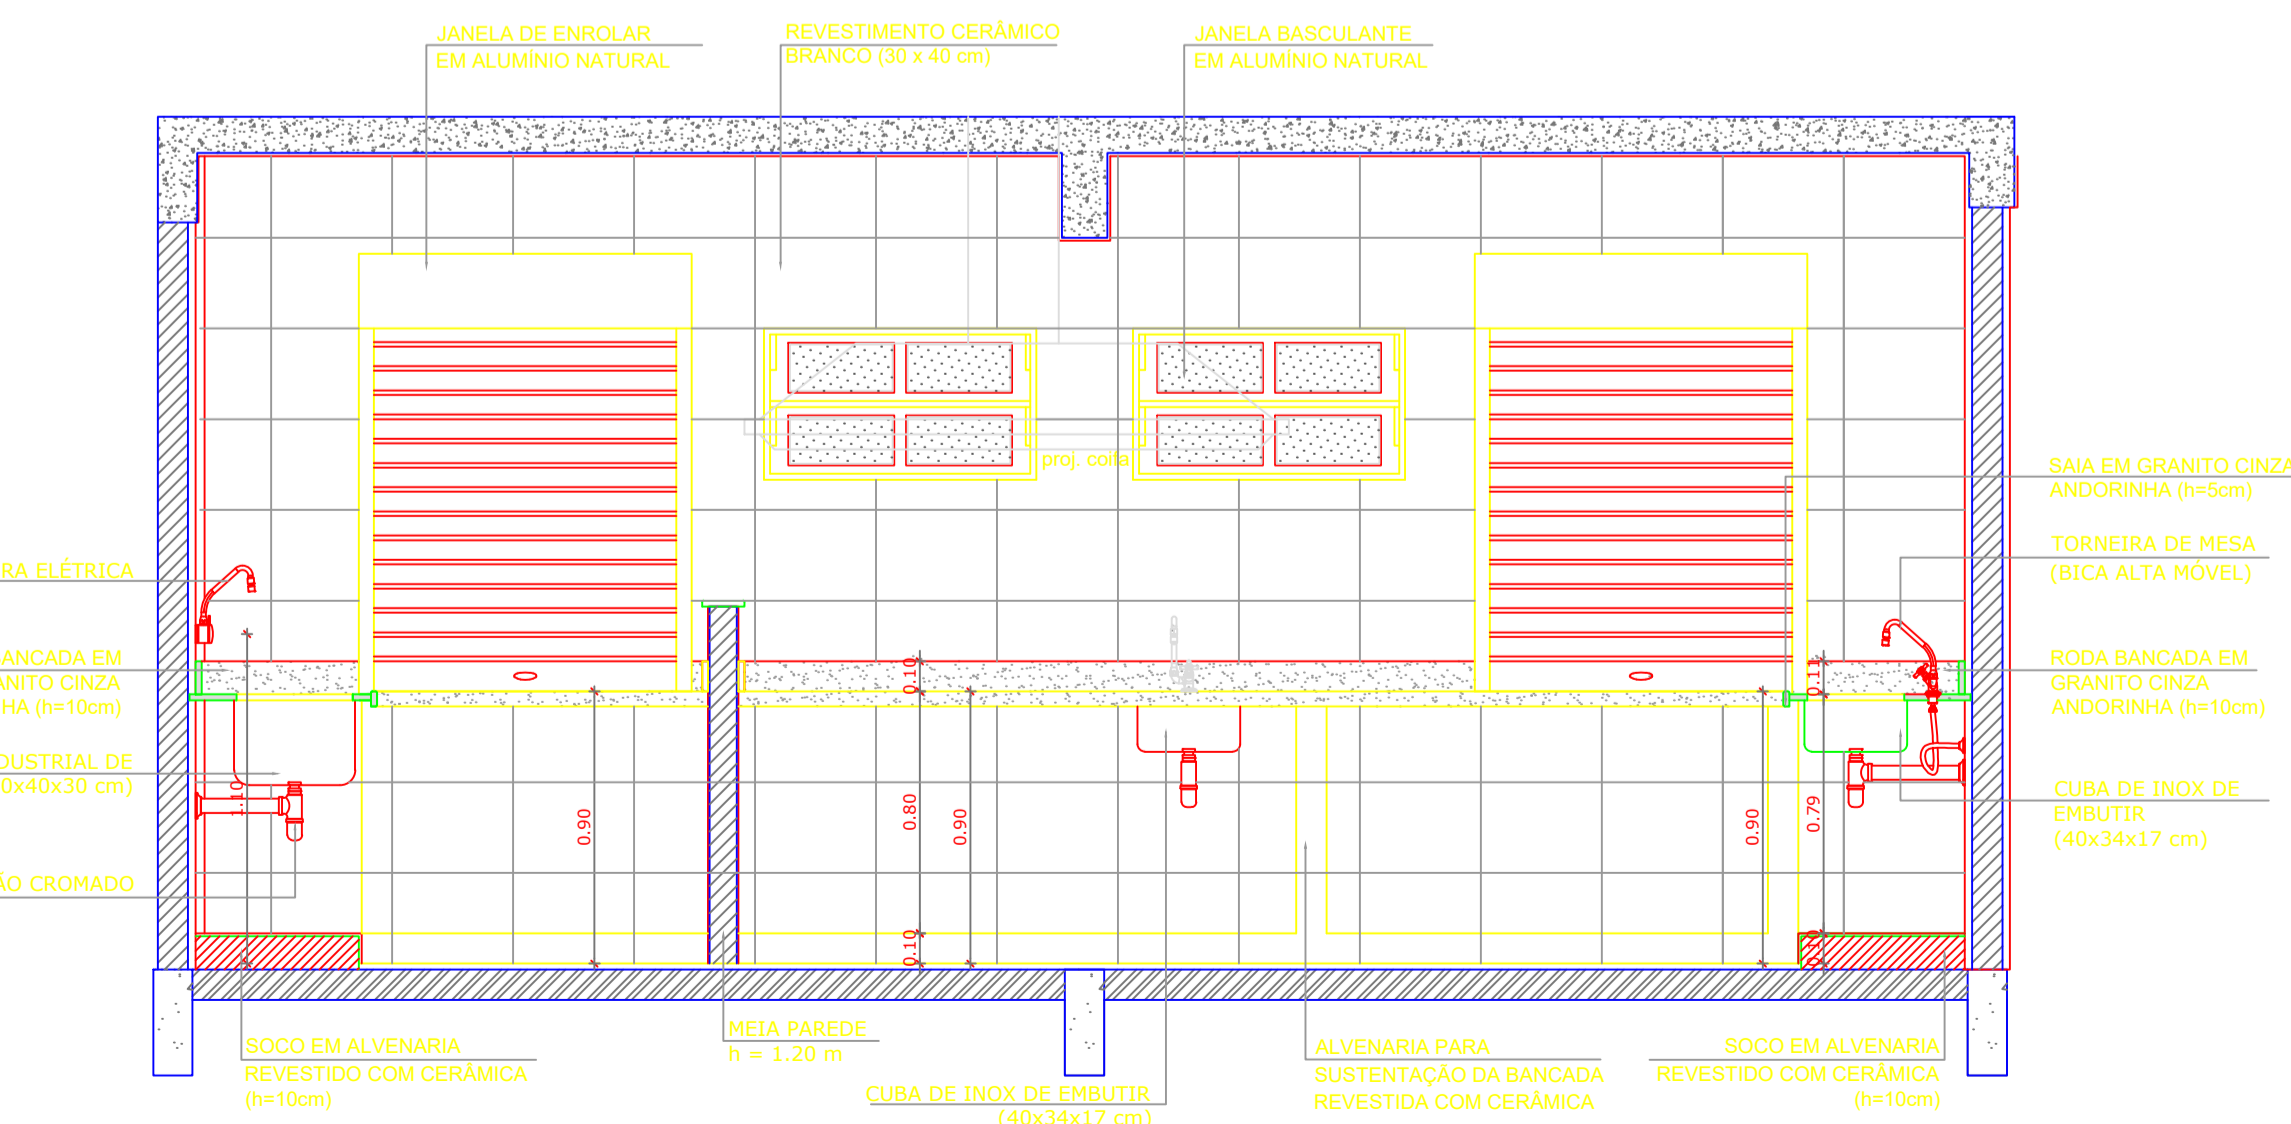 JANELA DE ENROLAR
EM ALUMÍNIO NATURAL
REVESTIMENTO CERÂMICO
BRANCO (30 x 40 cm)
JANELA BASCULANTE
EM ALUMÍNIO NATURAL
proj. coifa
SAIA EM GRANITO CINZA
ANDORINHA (h=5cm)
TORNEIRA DE MESA
(BICA ALTA MÓVEL)
RODA BANCADA EM
GRANITO CINZA
ANDORINHA (h=10cm)
CUBA DE INOX DE
EMBUTIR
(40x34x17 cm)
RA ELÉTRICA
ANCADA EM
ANITO CINZA
HA (h=10cm)
DUSTRIAL DE
0x40x30 cm)
ÃO CROMADO
1.10
0.90
0.10
0.80
0.10
0.90
0.90
0.11
0.79
0.10
SOCO EM ALVENARIA
REVESTIDO COM CERÂMICA
(h=10cm)
MEIA PAREDE
h = 1.20 m
CUBA DE INOX DE EMBUTIR
(40x34x17 cm)
ALVENARIA PARA
SUSTENTAÇÃO DA BANCADA
REVESTIDA COM CERÂMICA
SOCO EM ALVENARIA
REVESTIDO COM CERÂMICA
(h=10cm)